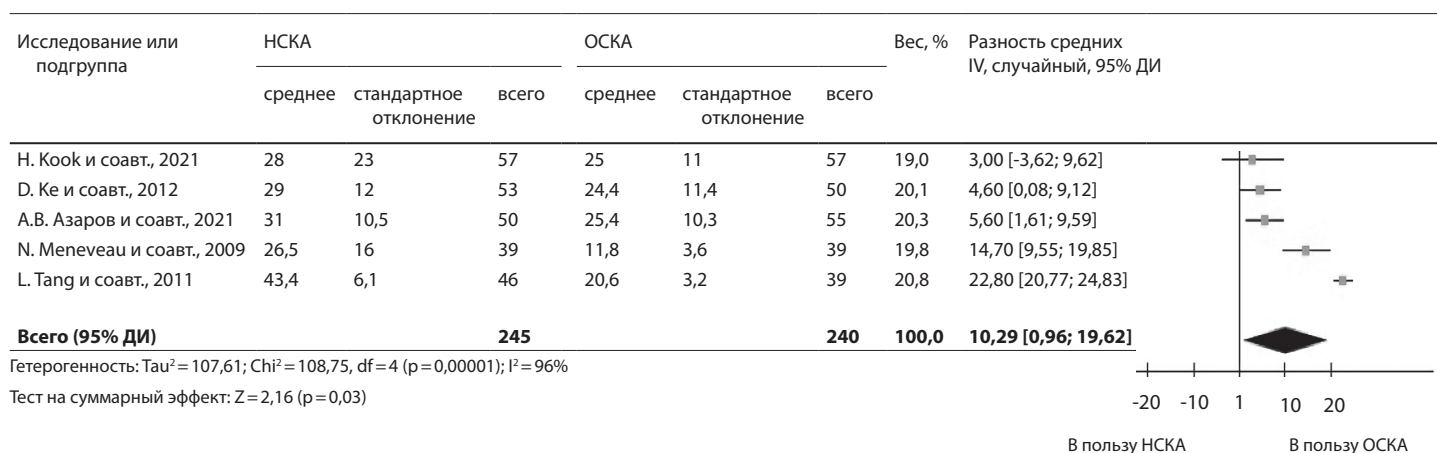 Исследование или подгруппа НСКА ОСКА Вес, % Разность средних IV, случайный, 95% ДИ
среднее стандартное отклонение всего среднее стандартное отклонение всего
H. Kook и соавт., 2021 28 23 57 25 11 57 19,0 3,00 [-3,62; 9,62]
D. Ke и соавт., 2012 29 12 53 24,4 11,4 50 20,1 4,60 [0,08; 9,12]
А.В. Азаров и соавт., 2021 31 10,5 50 25,4 10,3 55 20,3 5,60 [1,61; 9,59]
N. Meneveau и соавт., 2009 26,5 16 39 11,8 3,6 39 19,8 14,70 [9,55; 19,85]
L. Tang и соавт., 2011 43,4 6,1 46 20,6 3,2 39 20,8 22,80 [20,77; 24,83]
Всего (95% ДИ) 245 240 100,0 10,29 [0,96; 19,62]
Гетерогенность: Tau² = 107,61; Chi² = 108,75, df = 4 (p = 0,00001); I² = 96%
Тест на суммарный эффект: Z = 2,16 (p = 0,03)
-20 -10 1 10 20
В пользу НСКА В пользу ОСКА